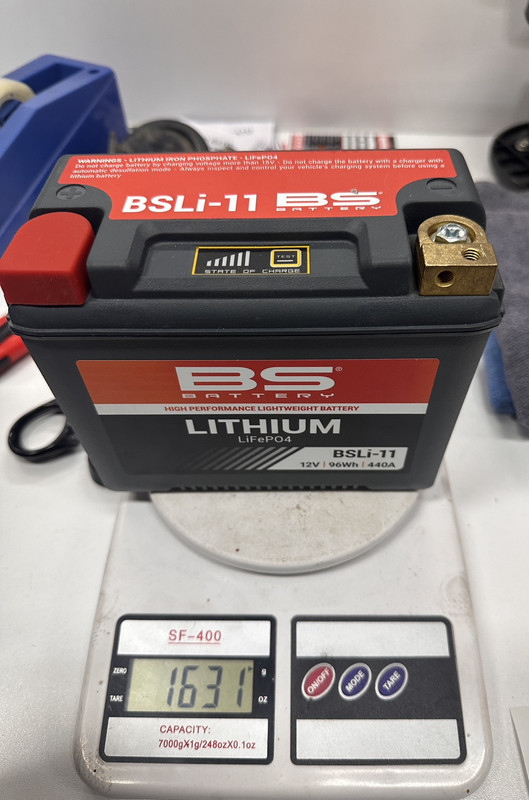 WARNINGS - LITHIUM IRON PHOSPHATE - LiFePO4
Do not charge the battery by charging voltage more than 15V - Do not charge the battery with a charger with
automatic desulfation mode - Always inspect and control your vehicle's charging system before using a
lithium battery
BSLi-11 BS
BATTERY
TEST
STATE OF CHARGE
BS®
BATTERY
HIGH PERFORMANCE LIGHTWEIGHT BATTERY
LITHIUM
LiFePO4
BSLi-11
12V | 96Wh | 440A
SF-400
ZERO 1631 g
TARE OZ
CAPACITY:
7000gX1g/248ozX0.1oz
ON/OFF MODE TARE